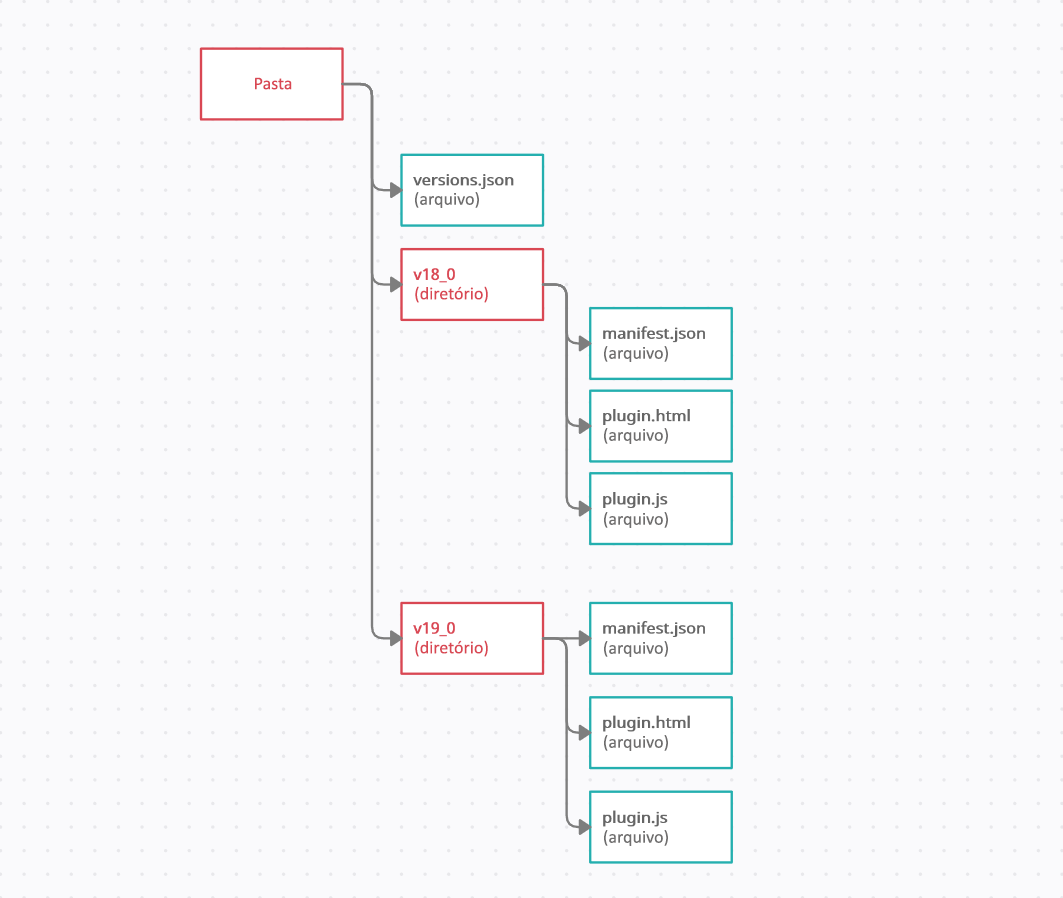 Pasta
versions.json
(arquivo)
v18_0
(diretório)
manifest.json
(arquivo)
plugin.html
(arquivo)
plugin.js
(arquivo)
v19_0
(diretório)
manifest.json
(arquivo)
plugin.html
(arquivo)
plugin.js
(arquivo)